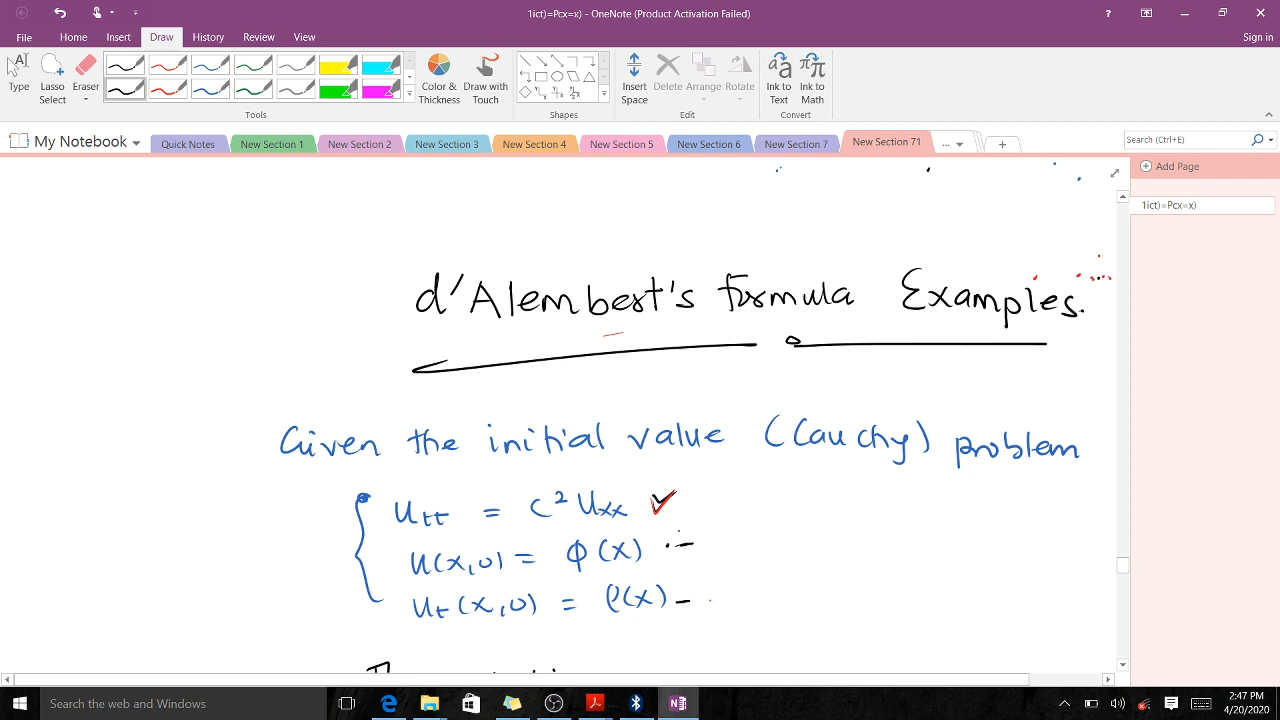 1ict)=Pcx=x) - OneNote (Product Activation Failed)
File Home Insert Draw History Review View
Sign in
Type Lasso Select Eraser Color & Thickness Draw with Touch Insert Space Delete Arrange Rotate Ink to Text Ink to Math
Tools Shapes Edit Convert
My Notebook Quick Notes New Section 1 New Section 2 New Section 3 New Section 4 New Section 5 New Section 6 New Section 7 New Section 71 ... Search (Ctrl+E)
Add Page
1ict)=Pcx=x)
d'Alembert's formula Examples.
Given the initial value (Cauchy) problem
u_tt = c² u_xx ✓
u(x,0) = φ(x)
u_t(x,0) = ρ(x) -
Search the web and Windows
2:47 PM
4/20/2020